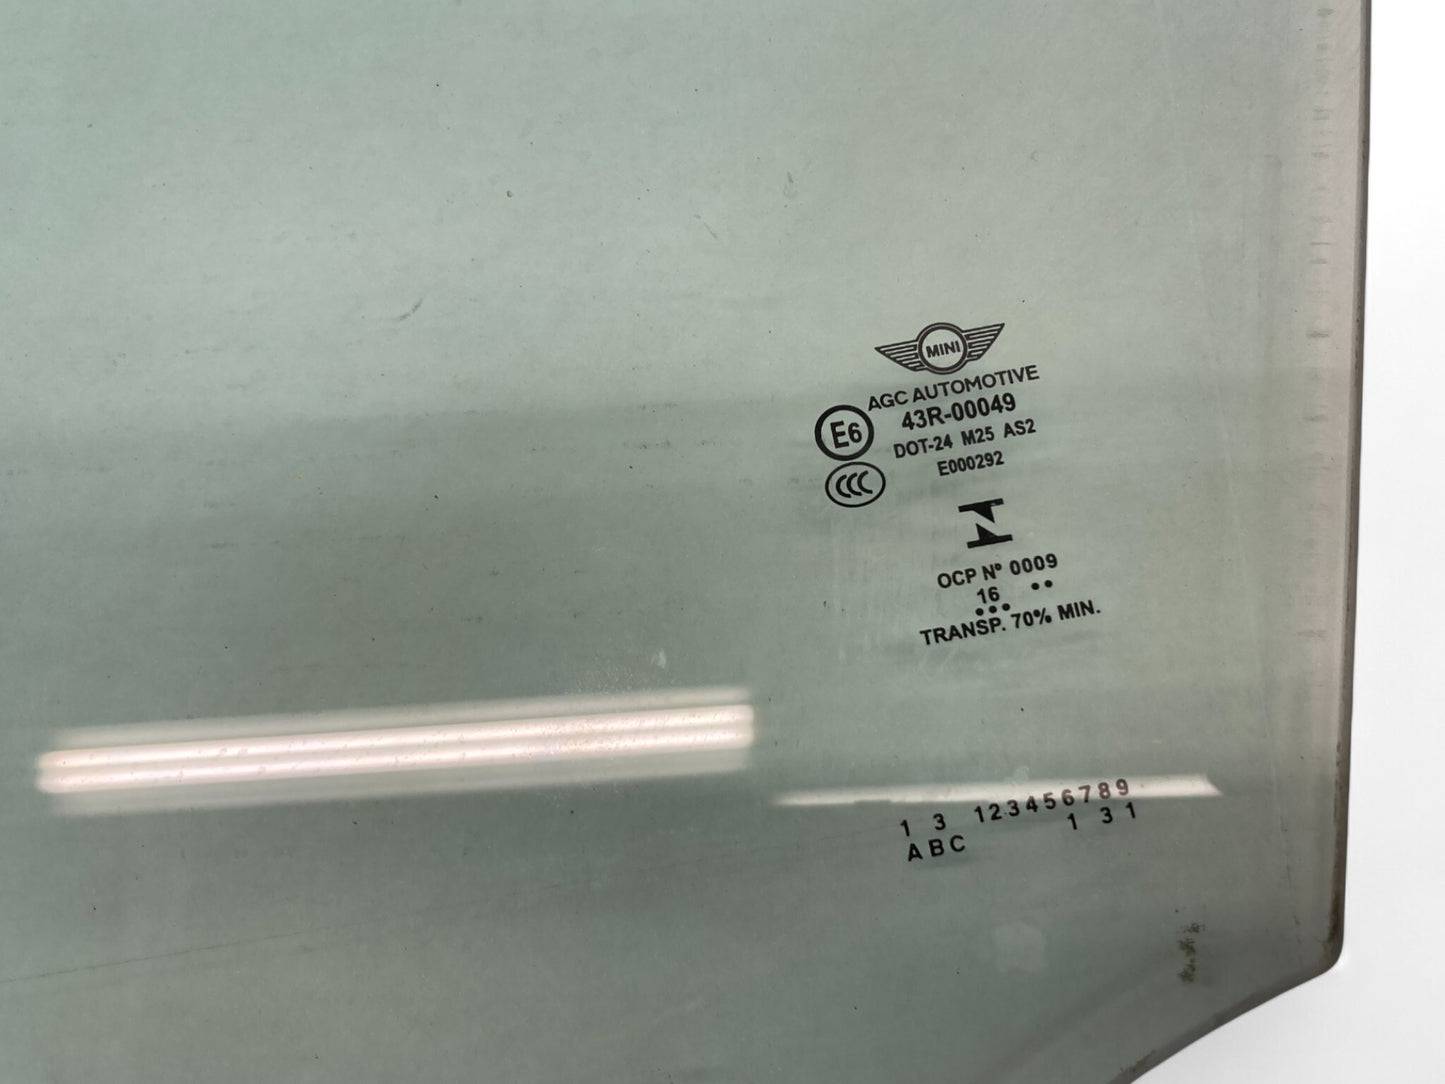 MINI
AGC AUTOMOTIVE
E6 43R-00049
DOT-24 M25 AS2
CCC E000292
OCP Nº 0009
16 ••
•••
TRANSP. 70% MIN.
1 3 123456789
1 3 1
ABC